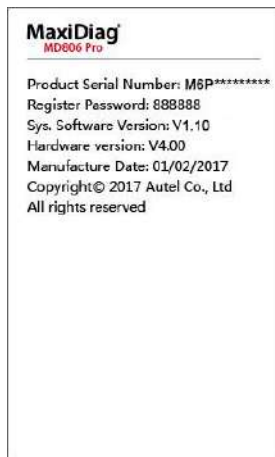 MaxiDiag
MD806 Pro
Product Serial Number: M6P*********
Register Password: 888888
Sys. Software Version: V1.10
Hardware version: V4.00
Manufacture Date: 01/02/2017
Copyright© 2017 Autel Co., Ltd
All rights reserved